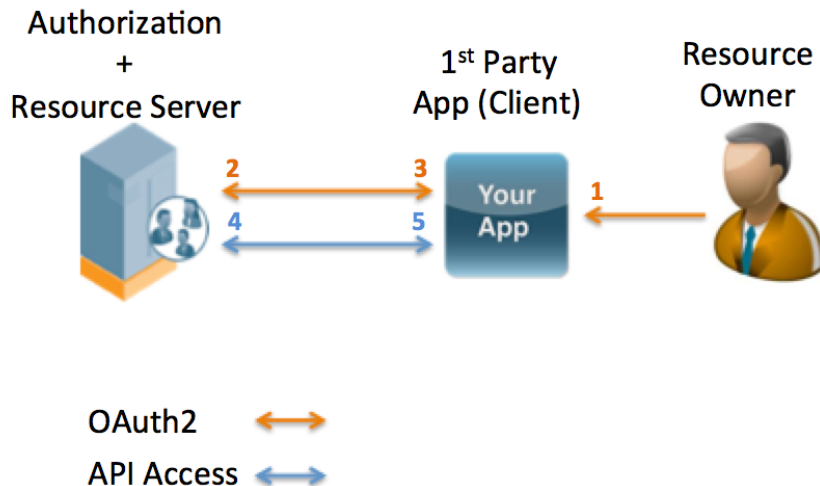 Authorization
+
Resource Server
1st Party
App (Client)
Resource
Owner
2
3
1
4
5
Your
App
OAuth2
API Access